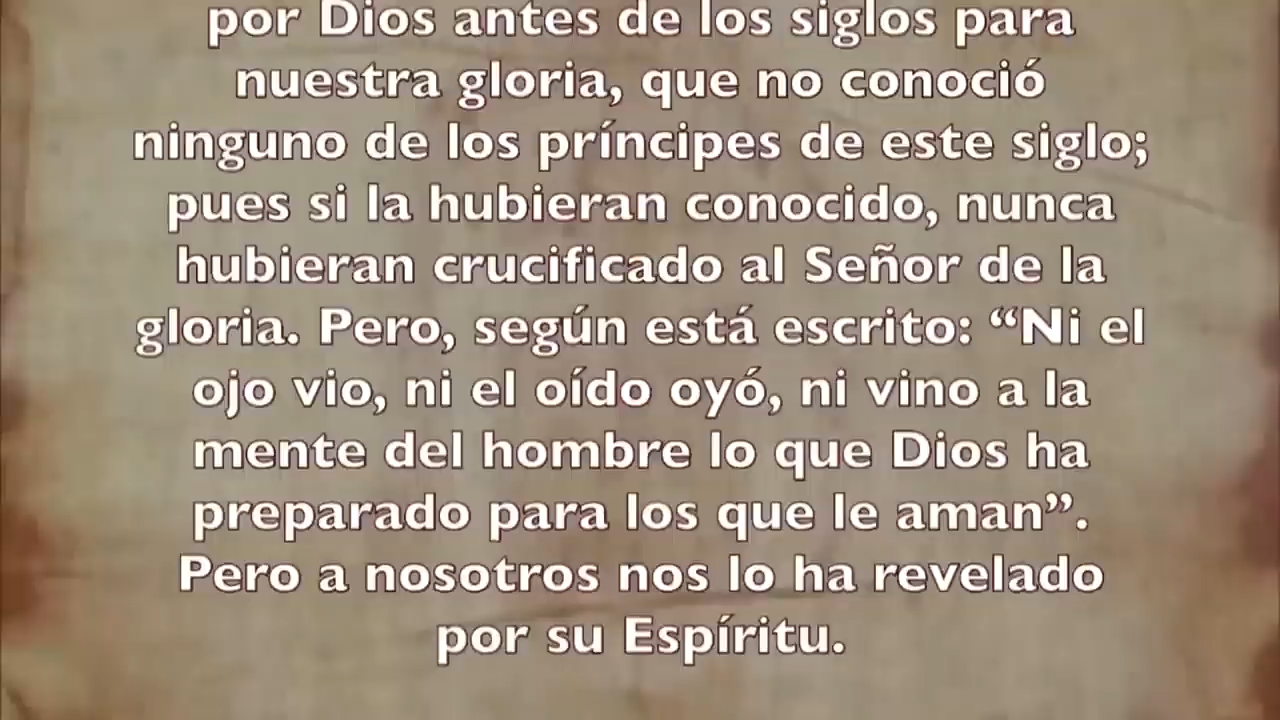 por Dios antes de los siglos para
nuestra gloria, que no conoció
ninguno de los príncipes de este siglo;
pues si la hubieran conocido, nunca
hubieran crucificado al Señor de la
gloria. Pero, según está escrito: “Ni el
ojo vio, ni el oído oyó, ni vino a la
mente del hombre lo que Dios ha
preparado para los que le aman”.
Pero a nosotros nos lo ha revelado
por su Espíritu.